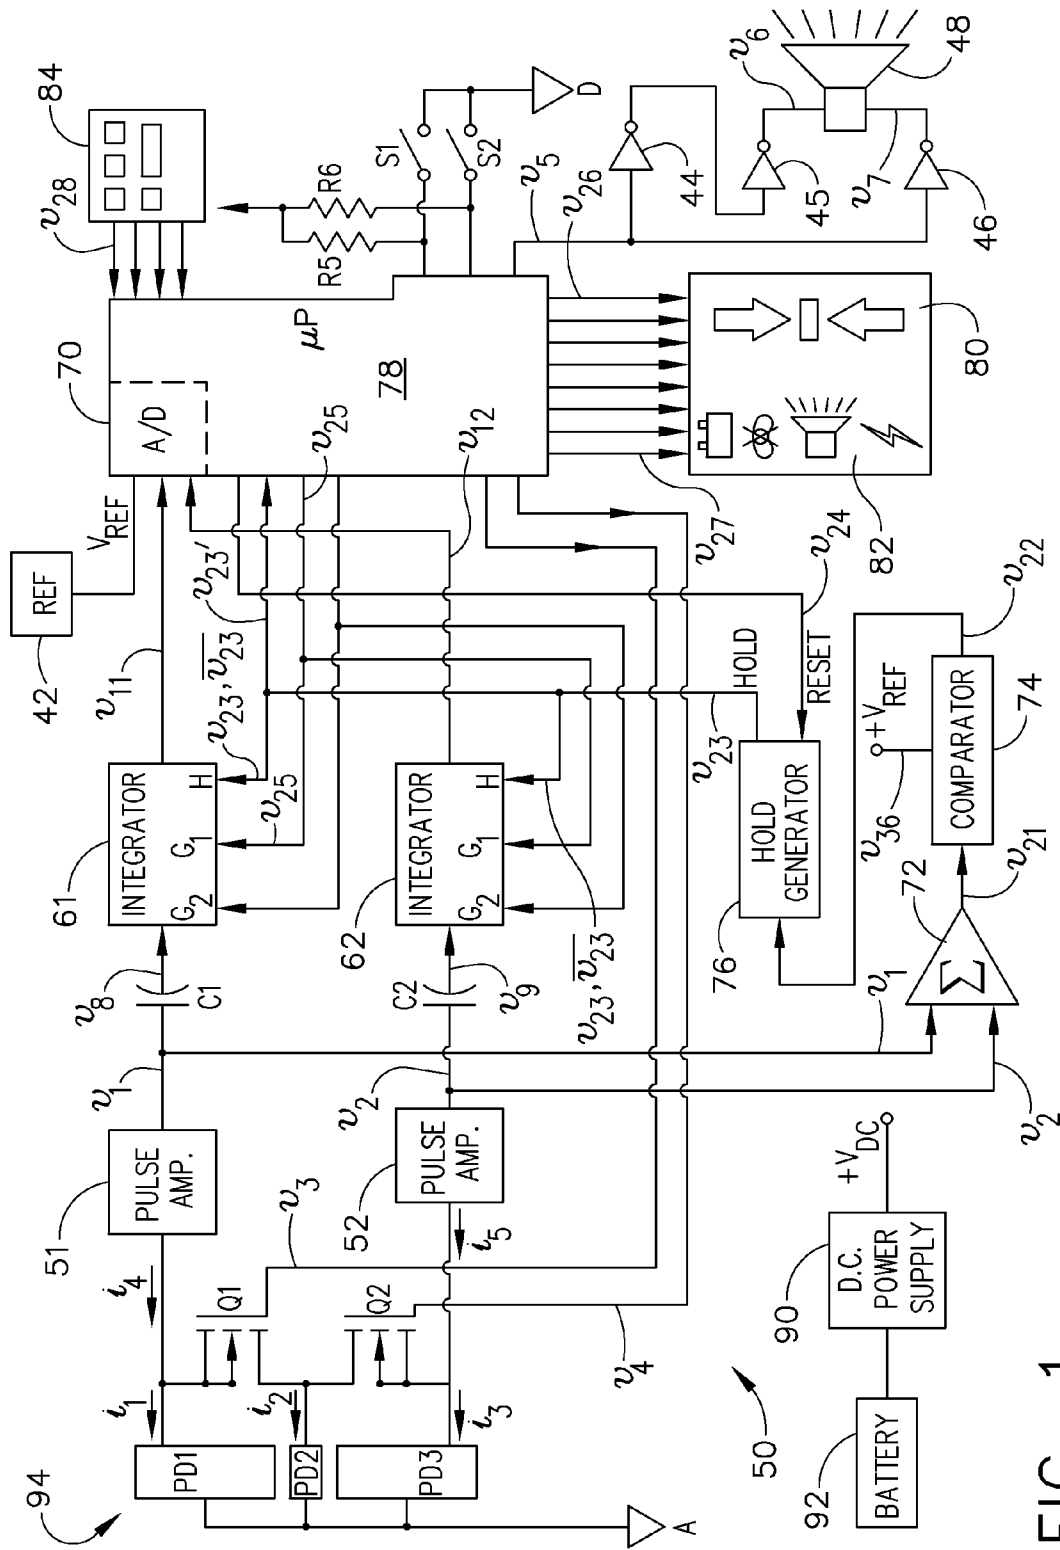 94
PD1
PD2
PD3
A
i1
i2
i3
i4
i5
Q1
Q2
v3
v4
51
PULSE
AMP.
52
PULSE
AMP.
v1
v2
v8
C1
C2
v9
61
INTEGRATOR
G2 G1 H
62
INTEGRATOR
G2 G1 H
v11
v23, v̅23
v25
v23, v̅23
42
REF
VREF
v23'
v25
v12
70
A/D
μP
78
v28
84
R5
R6
S1
S2
D
v5
v26
44
45
46
v6
v7
48
80
82
v27
v24
HOLD
RESET
v23
76
HOLD
GENERATOR
v36
+VREF
v22
COMPARATOR
74
v21
72
Σ
v1
v2
50
92
BATTERY
90
D.C.
POWER
SUPPLY
+VDC
FIG. 1